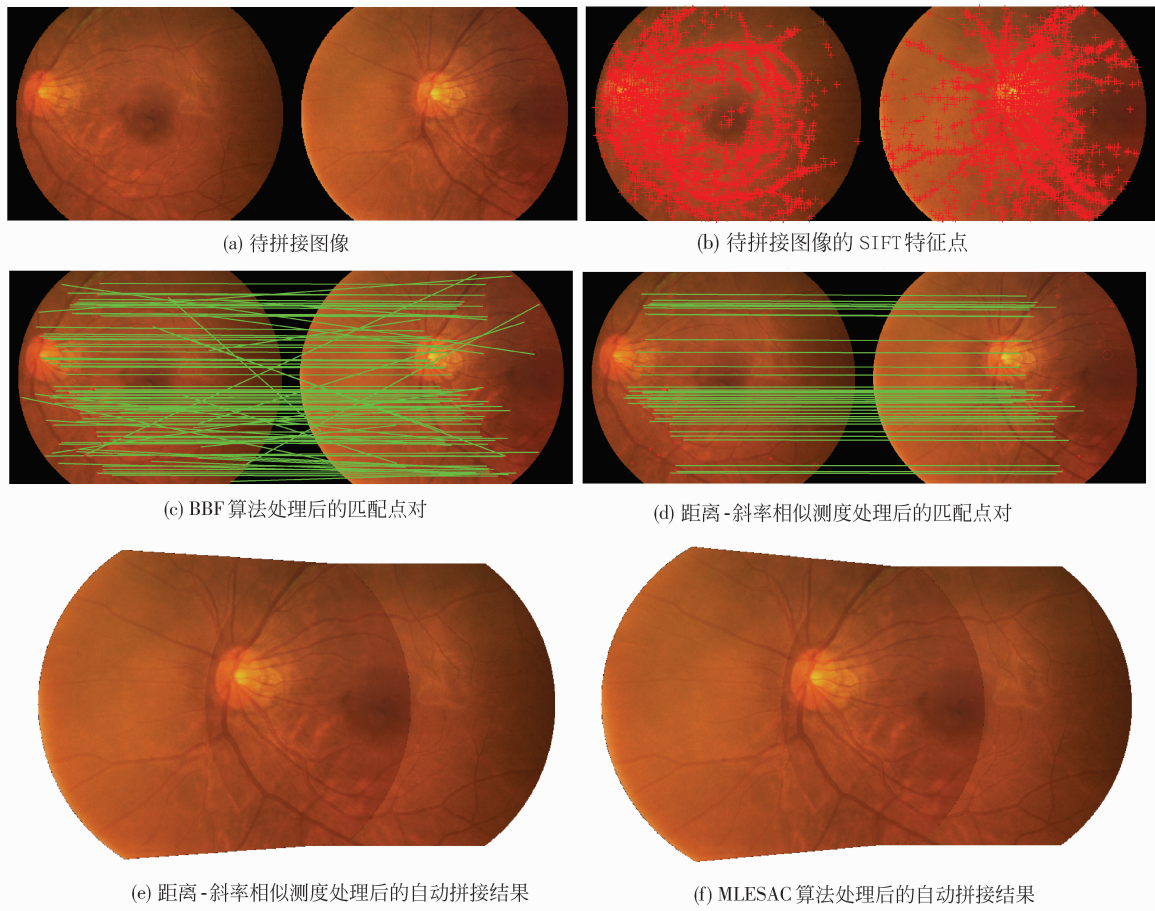 (a) 待拼接图像
(b) 待拼接图像的 SIFT 特征点
(c) BBF 算法处理后的匹配点对
(d) 距离-斜率相似测度处理后的匹配点对
(e) 距离-斜率相似测度处理后的自动拼接结果
(f) MLESAC 算法处理后的自动拼接结果